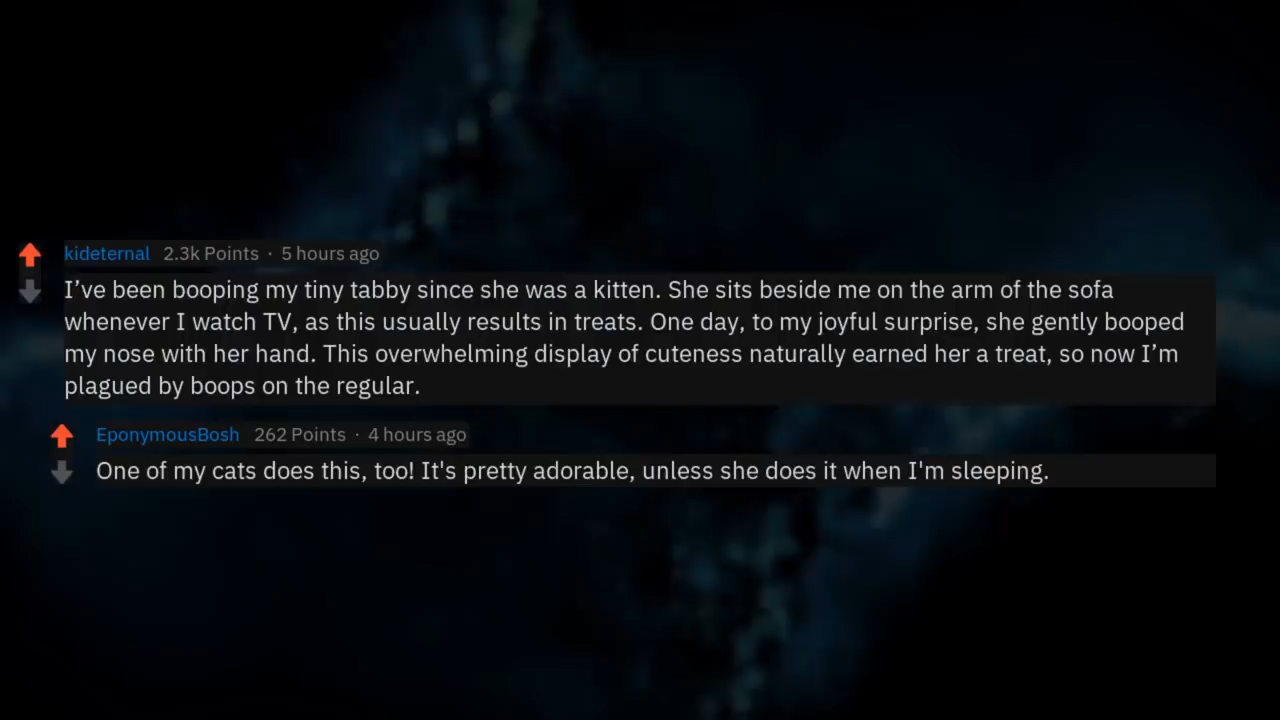 kideternal 2.3k Points · 5 hours ago
I’ve been booping my tiny tabby since she was a kitten. She sits beside me on the arm of the sofa
whenever I watch TV, as this usually results in treats. One day, to my joyful surprise, she gently booped
my nose with her hand. This overwhelming display of cuteness naturally earned her a treat, so now I’m
plagued by boops on the regular.
EponymousBosh 262 Points · 4 hours ago
One of my cats does this, too! It's pretty adorable, unless she does it when I'm sleeping.